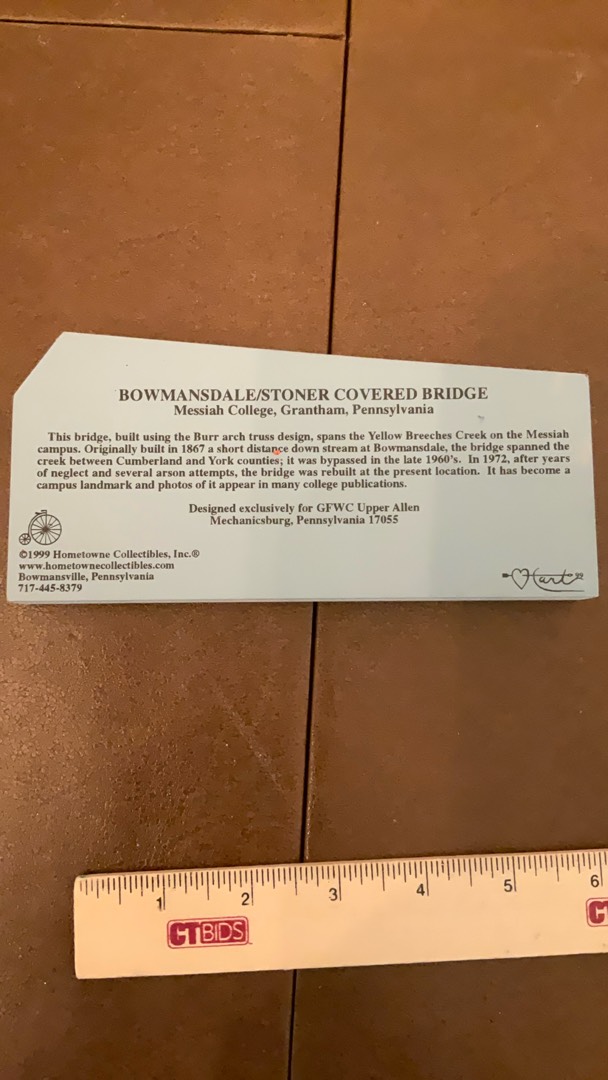 BOWMANSDALE/STONER COVERED BRIDGE
Messiah College, Grantham, Pennsylvania
This bridge, built using the Burr arch truss design, spans the Yellow Breeches Creek on the Messiah
campus. Originally built in 1867 a short distance down stream at Bowmansdale, the bridge spanned the
creek between Cumberland and York counties; it was bypassed in the late 1960's. In 1972, after years
of neglect and several arson attempts, the bridge was rebuilt at the present location. It has become a
campus landmark and photos of it appear in many college publications.
Designed exclusively for GFWC Upper Allen
Mechanicsburg, Pennsylvania 17055
©1999 Hometowne Collectibles, Inc.®
www.hometownecollectibles.com
Bowmansville, Pennsylvania
717-445-8379
Hart 99
1 2 3 4 5 6
CTBIDS
C